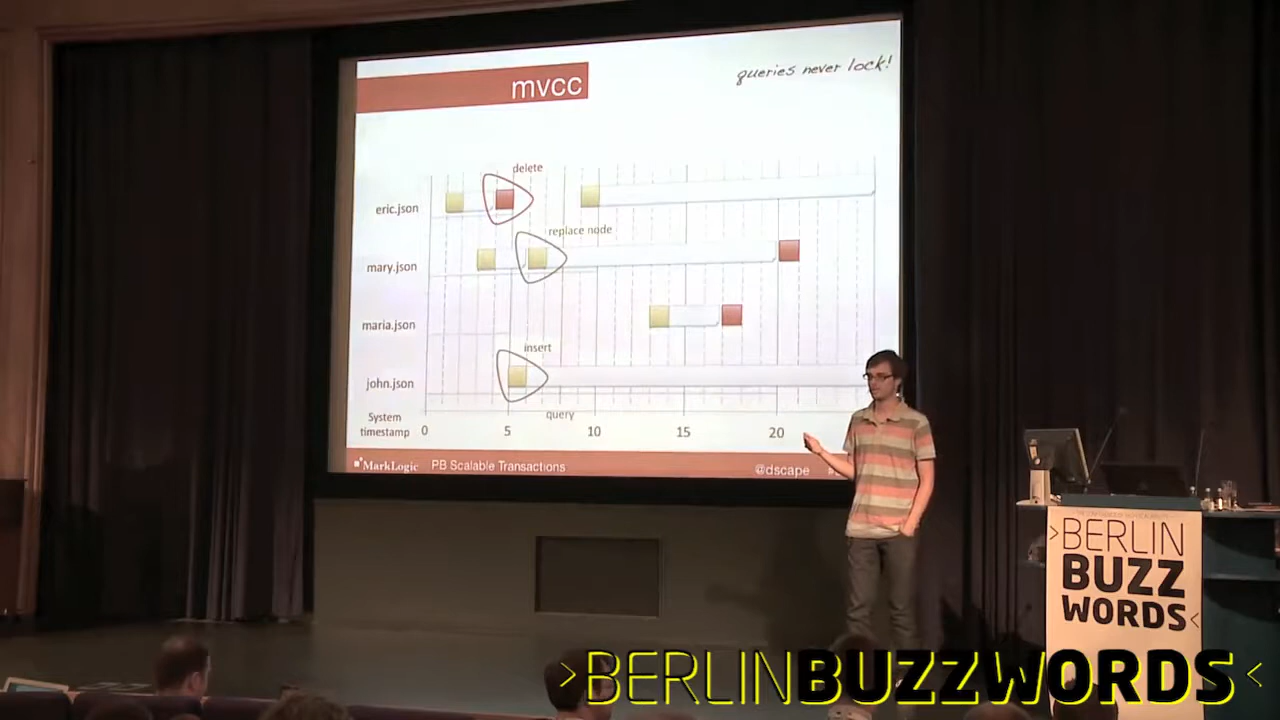 mvcc
queries never lock!
delete
eric.json
replace node
mary.json
maria.json
insert
john.json
query
System
timestamp
0 5 10 15 20
MarkLogic PB Scalable Transactions @dscape
>BERLIN
BUZZ
WORDS<
>BERLINBUZZWORDS<